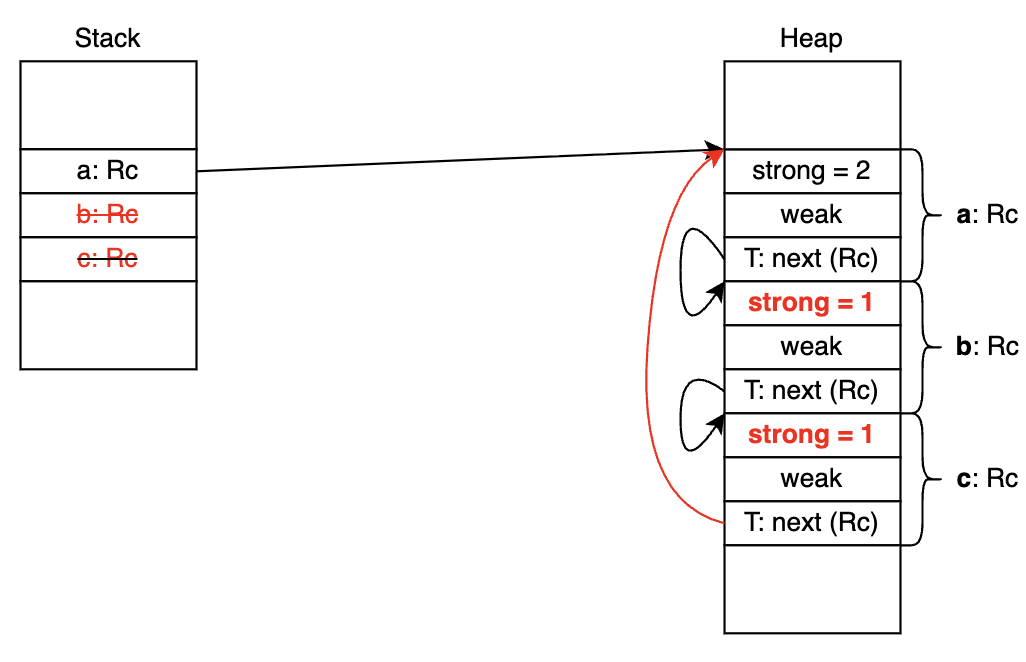 Stack
a: Rc
b: Rc
c: Rc
Heap
strong = 2
weak
T: next (Rc)
strong = 1
weak
T: next (Rc)
strong = 1
weak
T: next (Rc)
a: Rc
b: Rc
c: Rc